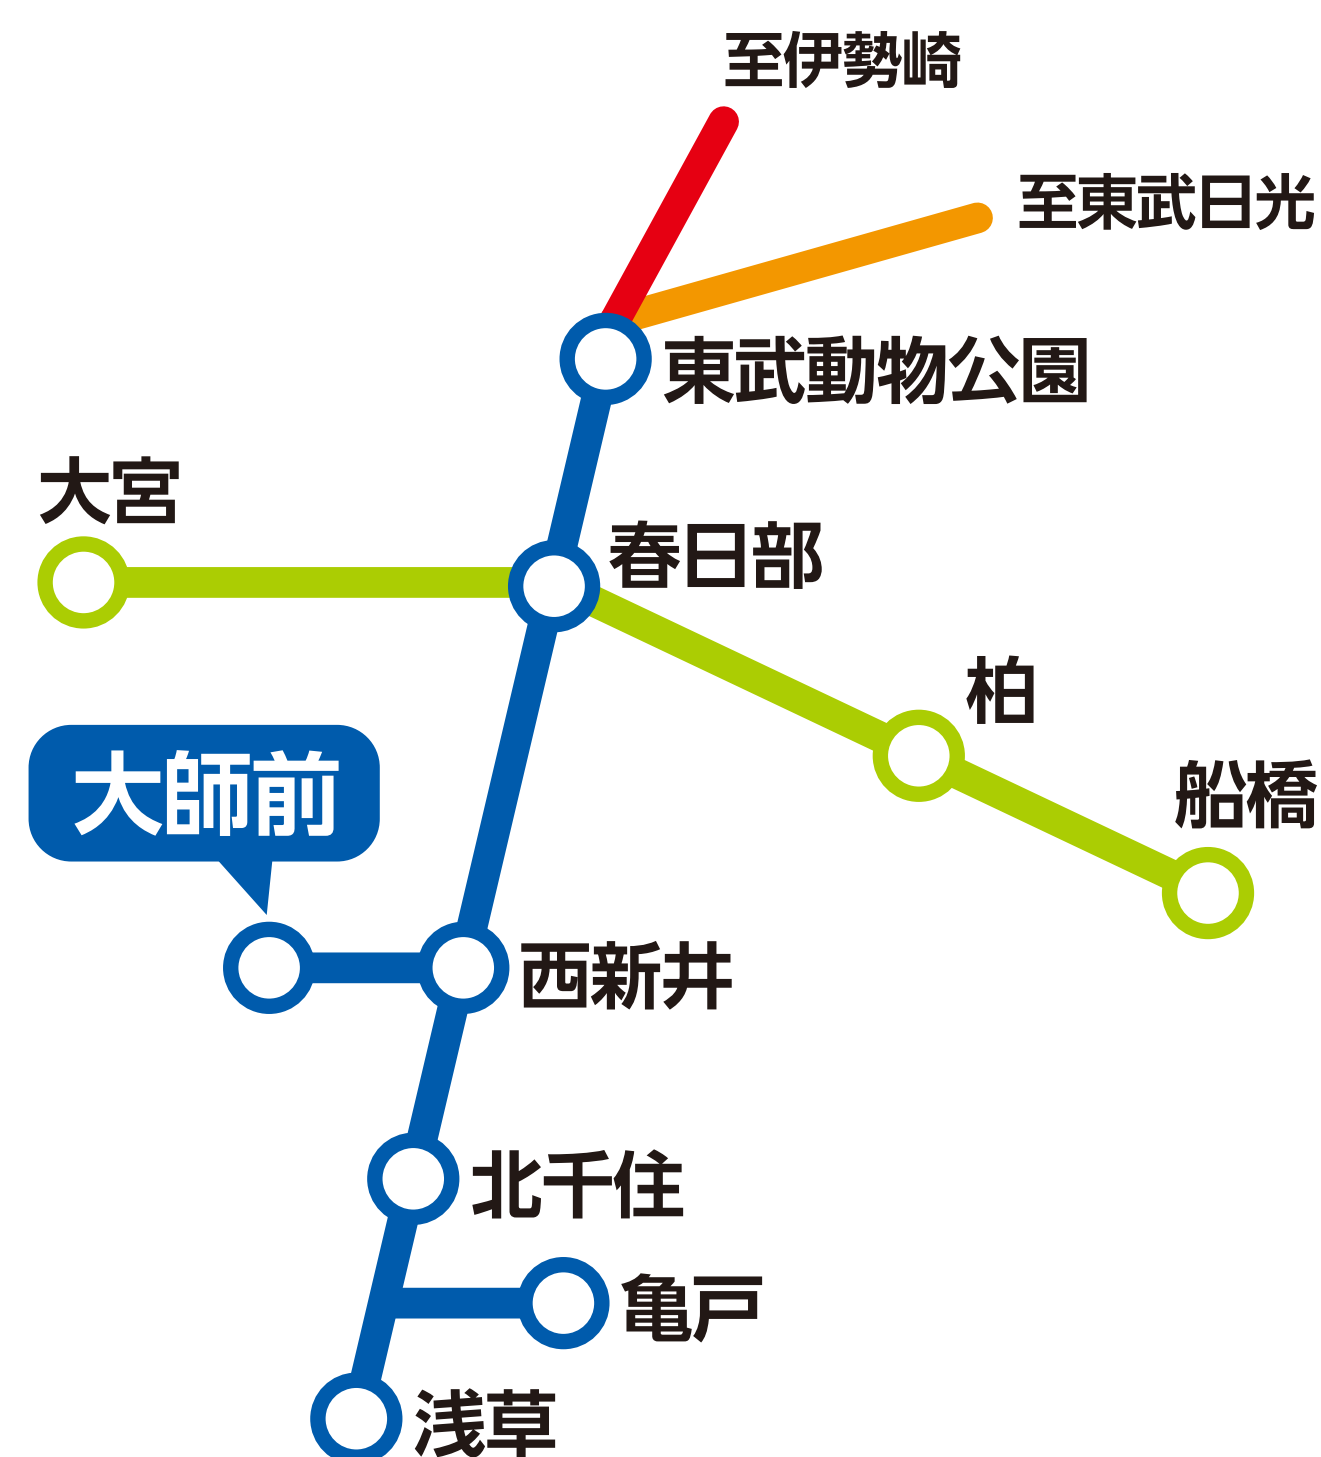 至伊勢崎
至東武日光
東武動物公園
大宮
春日部
柏
大師前
船橋
西新井
北千住
亀戸
浅草